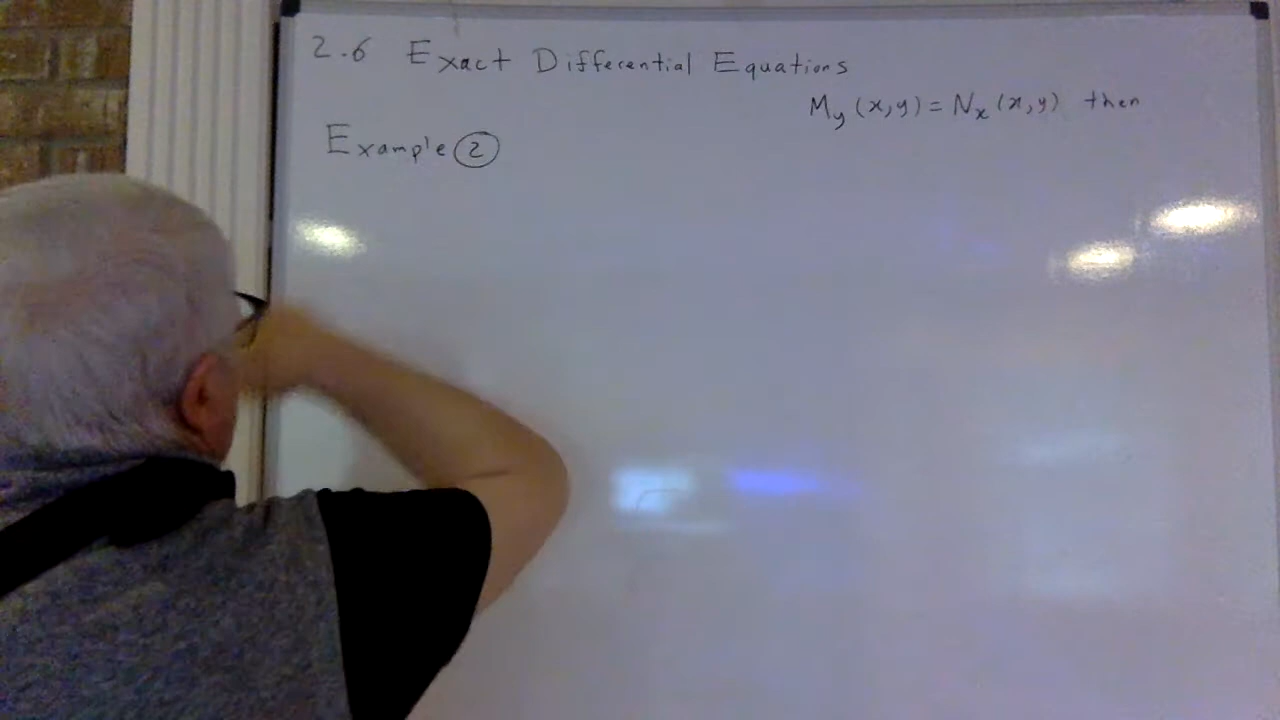 2.6 Exact Differential Equations
My (x,y) = Nx (x,y) then
Example ②